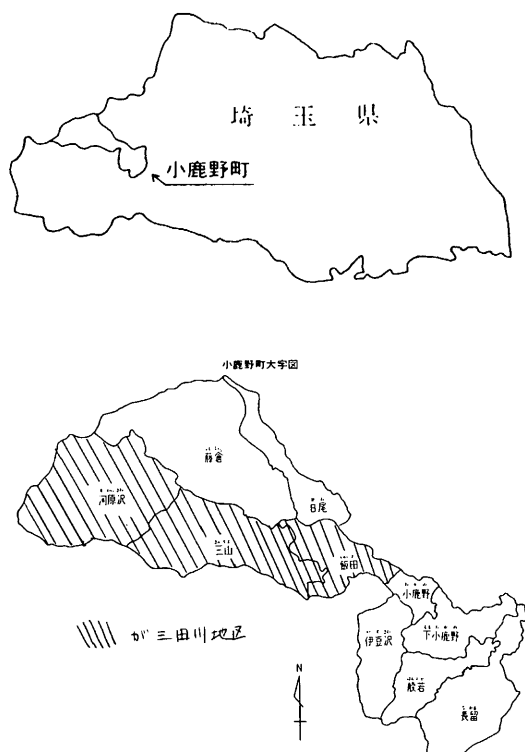 埼玉県
小鹿野町
小鹿野町大字図
藤倉
日尾
河原沢
三山
飯田
小鹿野
伊豆沢
下小鹿野
般若
長留
が三田川地区
N